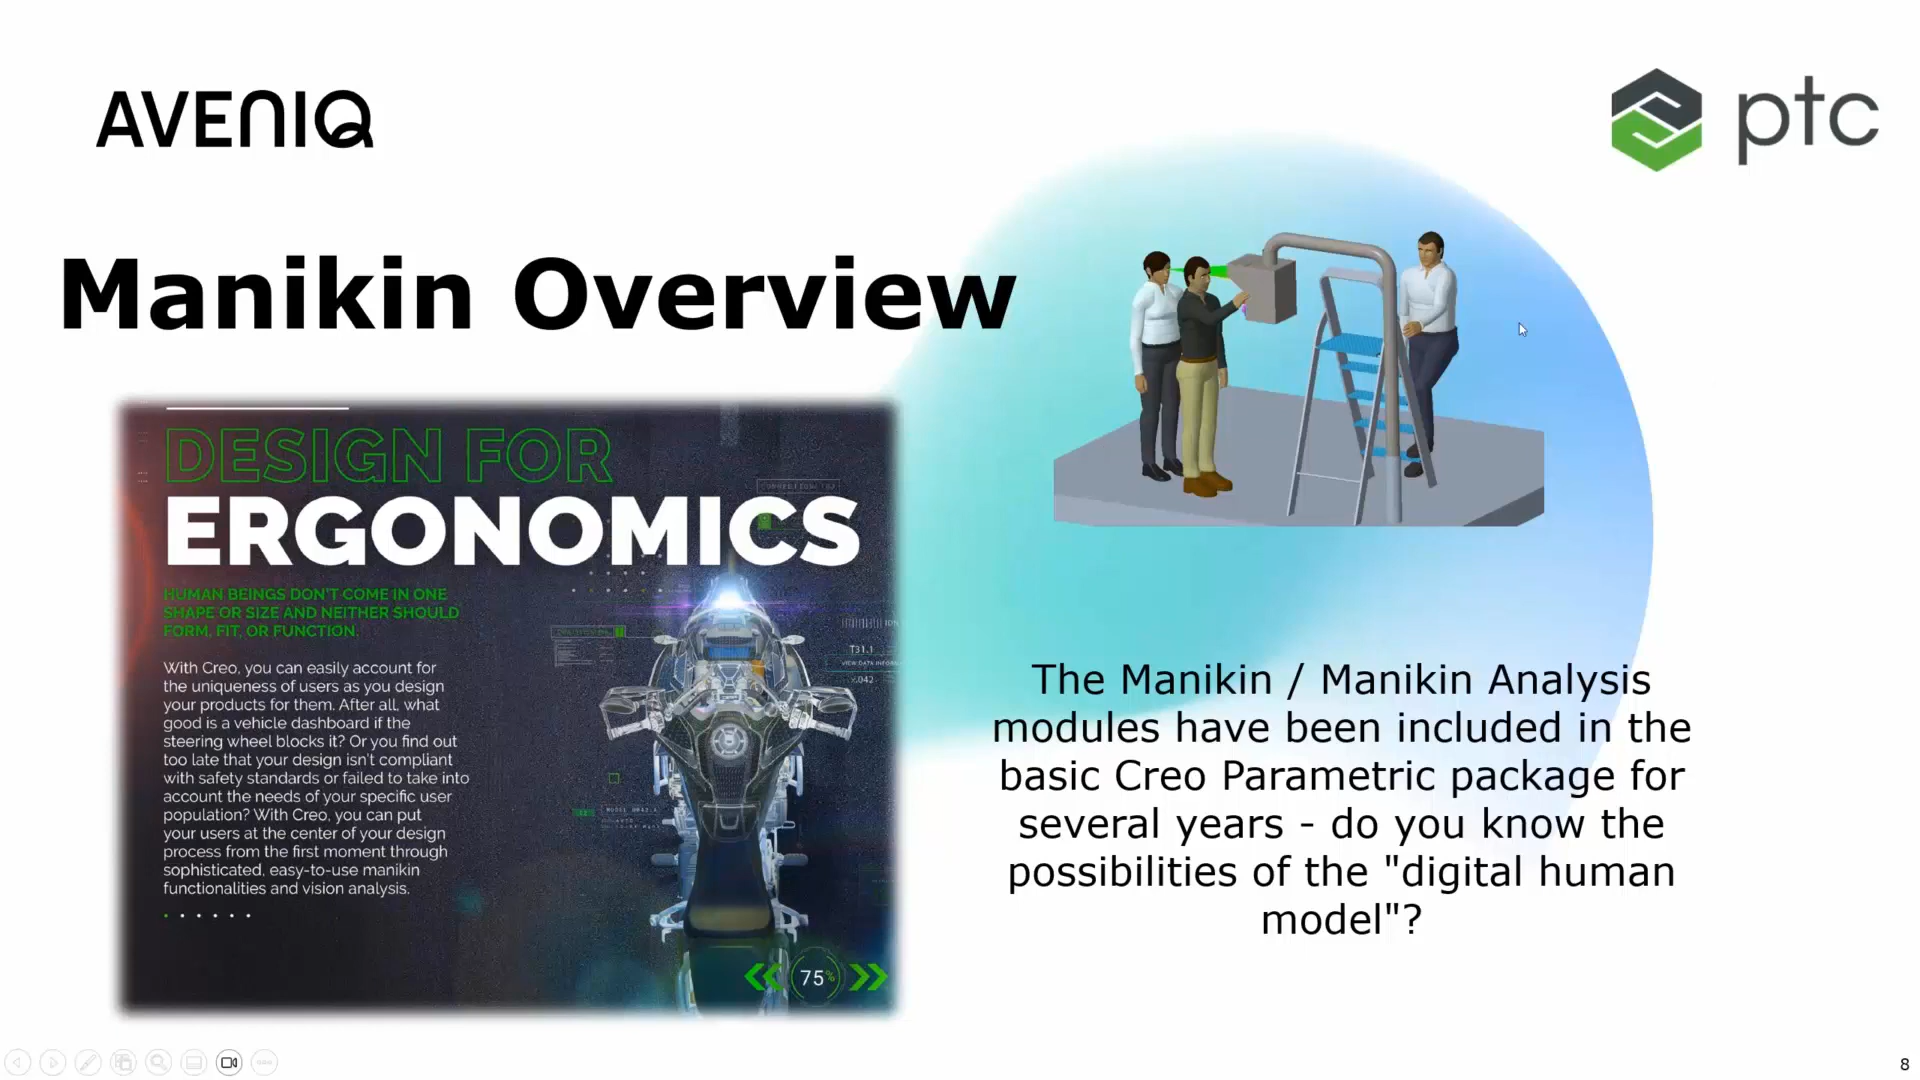 AVENIQ
ptc
Manikin Overview
DESIGN FOR
ERGONOMICS
HUMAN BEINGS DON'T COME IN ONE
SHAPE OR SIZE AND NEITHER SHOULD
FORM, FIT, OR FUNCTION.
With Creo, you can easily account for
the uniqueness of users as you design
your products for them. After all, what
good is a vehicle dashboard if the
steering wheel blocks it? Or you find out
too late that your design isn't compliant
with safety standards or failed to take into
account the needs of your specific user
population? With Creo, you can put
your users at the center of your design
process from the first moment through
sophisticated, easy-to-use manikin
functionalities and vision analysis.
T31.1
75%
The Manikin / Manikin Analysis
modules have been included in the
basic Creo Parametric package for
several years - do you know the
possibilities of the "digital human
model"?
8